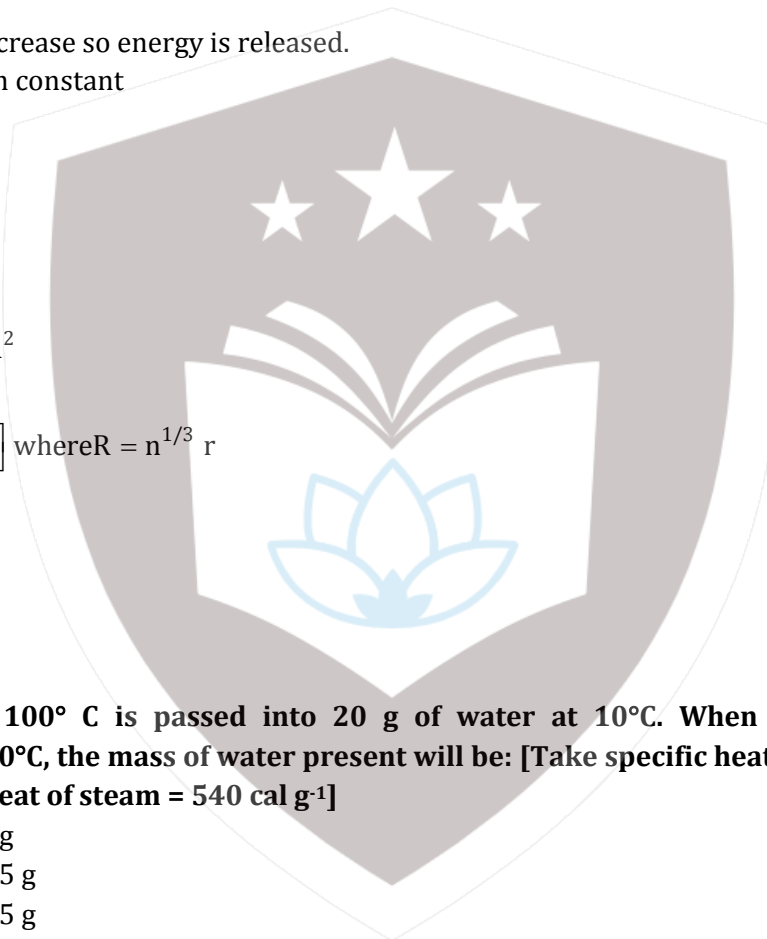 crease so energy is released.
n constant
2
] whereR = n^{1/3} r
100° C is passed into 20 g of water at 10°C. When
0°C, the mass of water present will be: [Take specific heat
eat of steam = 540 cal g^{-1}]
g
5 g
5 g